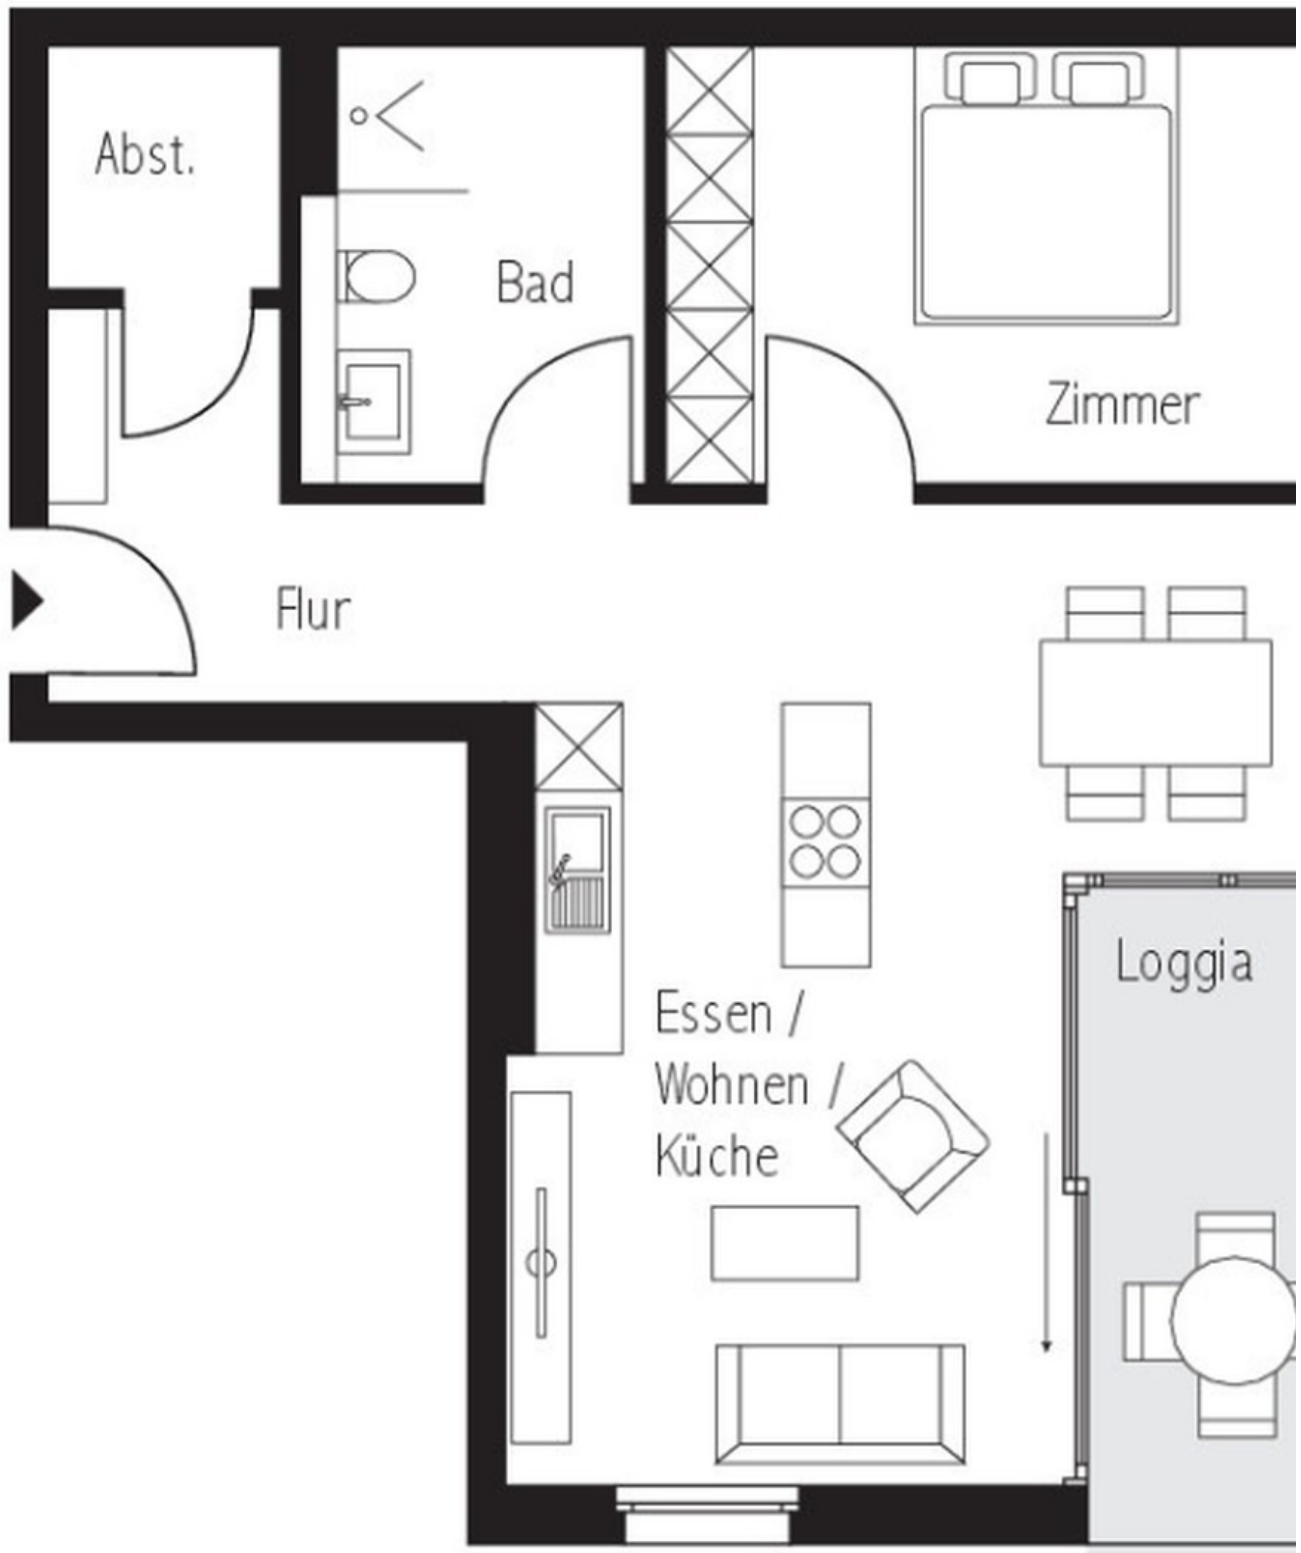 Abst.
Bad
Zimmer
Flur
Loggia
Essen /
Wohnen /
Küche